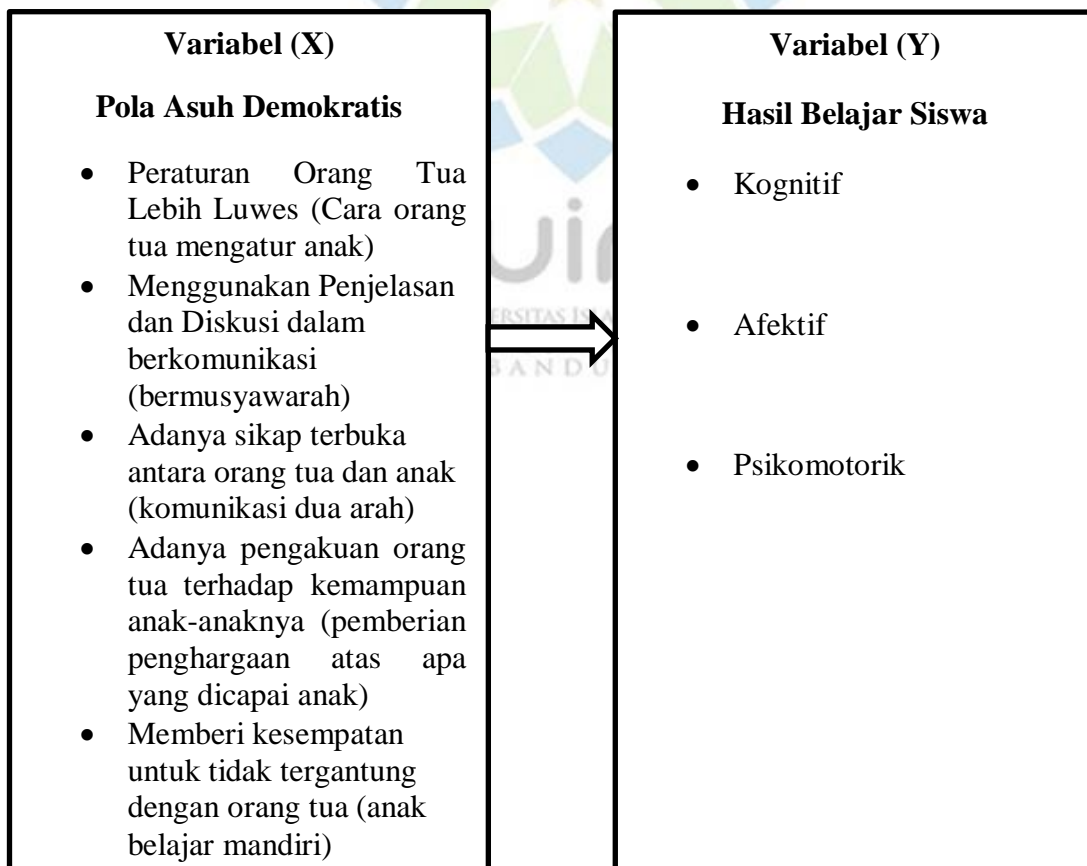 Variabel (X)
Pola Asuh Demokratis
• Peraturan Orang Tua
Lebih Luwes (Cara orang
tua mengatur anak)
• Menggunakan Penjelasan
dan Diskusi dalam
berkomunikasi
(bermusyawarah)
• Adanya sikap terbuka
antara orang tua dan anak
(komunikasi dua arah)
• Adanya pengakuan orang
tua terhadap kemampuan
anak-anaknya (pemberian
penghargaan atas apa
yang dicapai anak)
• Memberi kesempatan
untuk tidak tergantung
dengan orang tua (anak
belajar mandiri)
Variabel (Y)
Hasil Belajar Siswa
• Kognitif
• Afektif
• Psikomotorik